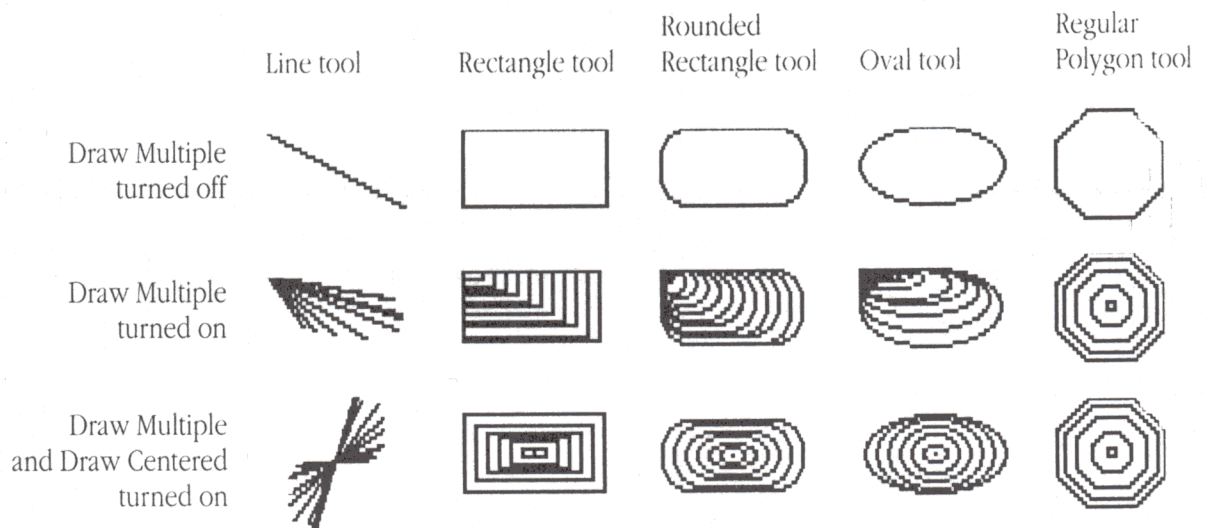 Line tool
Rectangle tool
Rounded
Rectangle tool
Oval tool
Regular
Polygon tool
Draw Multiple
turned off
Draw Multiple
turned on
Draw Multiple
and Draw Centered
turned on